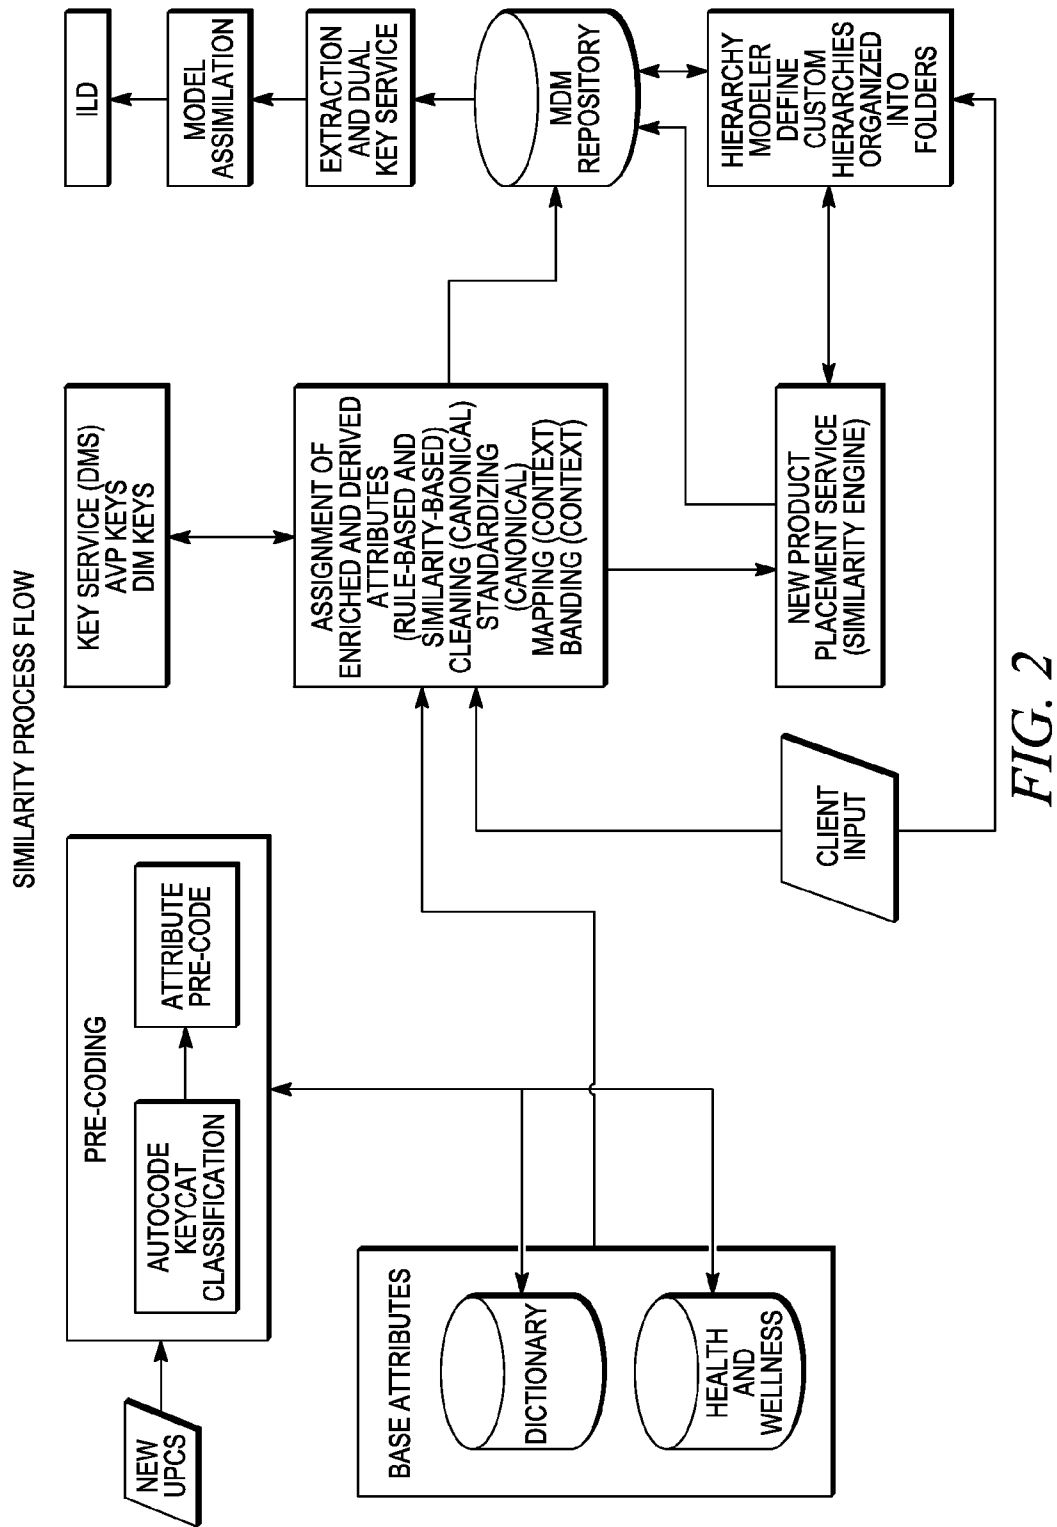 SIMILARITY PROCESS FLOW
NEW
UPCS
PRE-CODING
AUTOCODE
KEYCAT
CLASSIFICATION
ATTRIBUTE
PRE-CODE
BASE ATTRIBUTES
DICTIONARY
HEALTH
AND
WELLNESS
CLIENT
INPUT
KEY SERVICE (DMS)
AVP KEYS
DIM KEYS
ASSIGNMENT OF
ENRICHED AND DERIVED
ATTRIBUTES
(RULE-BASED AND
SIMILARITY-BASED)
CLEANING (CANONICAL)
STANDARDIZING
(CANONICAL)
MAPPING (CONTEXT)
BANDING (CONTEXT)
NEW PRODUCT
PLACEMENT SERVICE
(SIMILARITY ENGINE)
ILD
MODEL
ASSIMILATION
EXTRACTION
AND DUAL
KEY SERVICE
MDM
REPOSITORY
HIERARCHY
MODELER
DEFINE
CUSTOM
HIERARCHIES
ORGANIZED
INTO
FOLDERS
FIG. 2